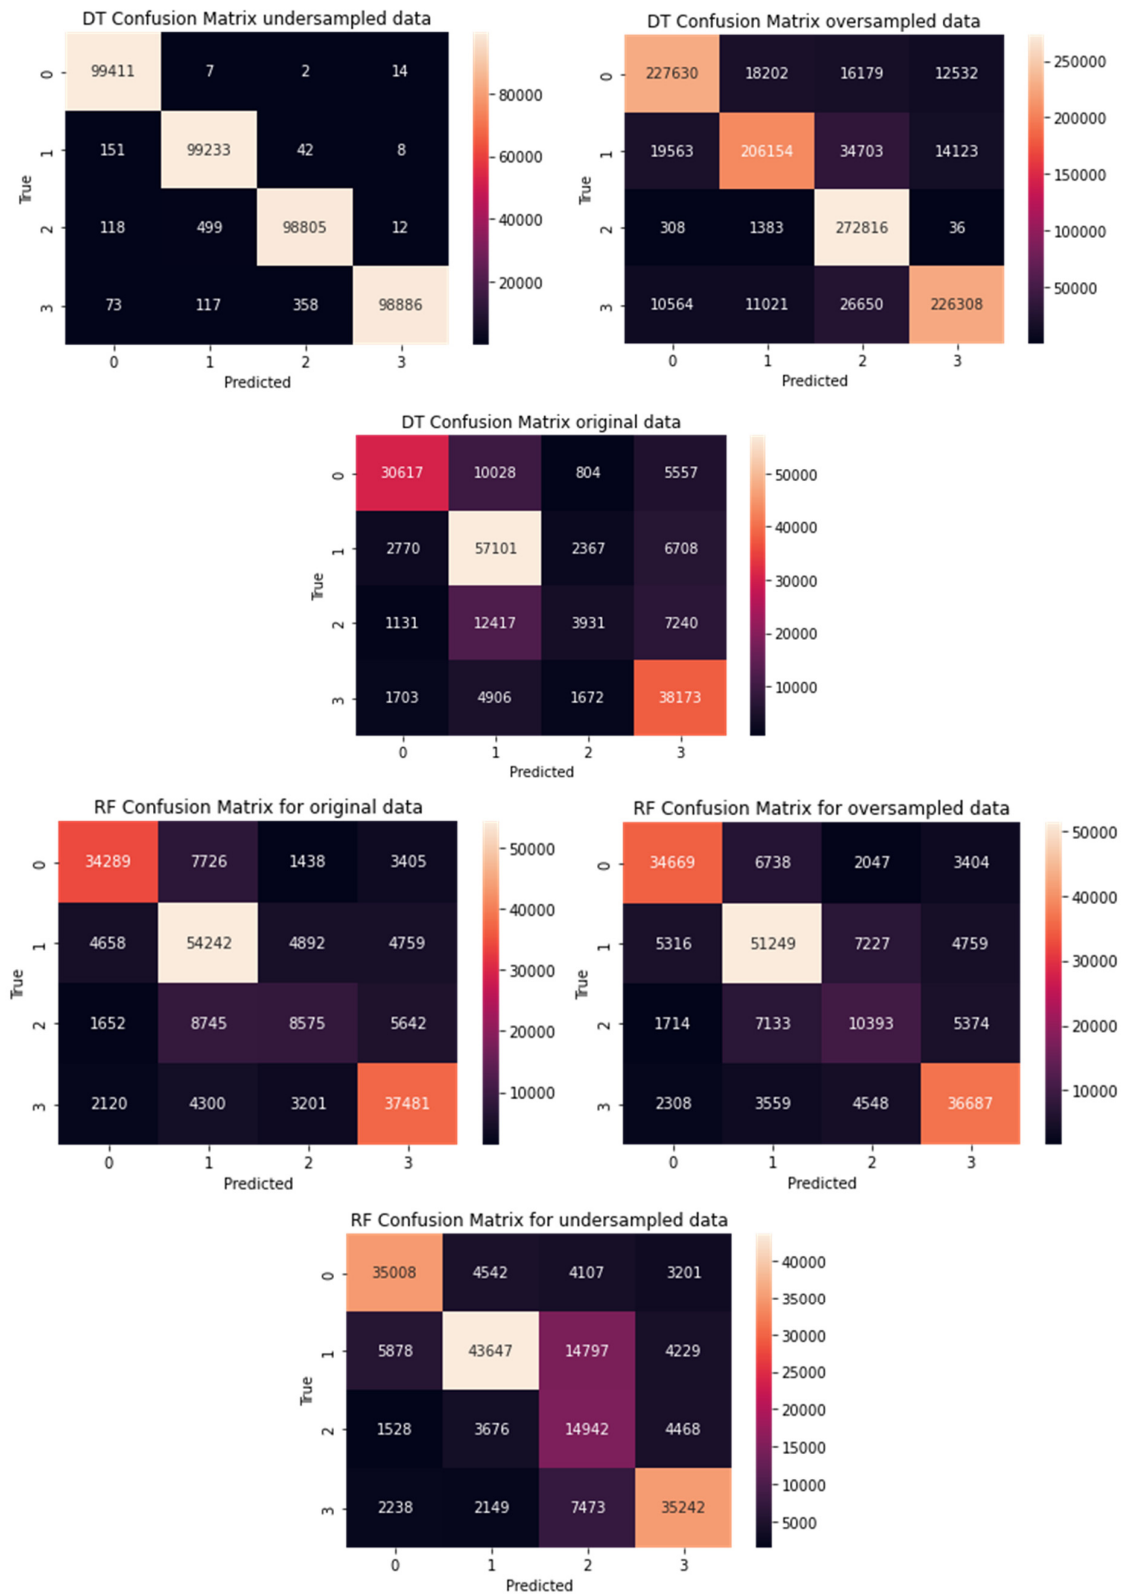 DT Confusion Matrix undersampled data
0 99411 7 2 14
1 151 99233 42 8
2 118 499 98805 12
3 73 117 358 98886
0 1 2 3
True
Predicted
80000
60000
40000
20000
DT Confusion Matrix oversampled data
0 227630 18202 16179 12532
1 19563 206154 34703 14123
2 308 1383 272816 36
3 10564 11021 26650 226308
0 1 2 3
True
Predicted
250000
200000
150000
100000
50000
DT Confusion Matrix original data
0 30617 10028 804 5557
1 2770 57101 2367 6708
2 1131 12417 3931 7240
3 1703 4906 1672 38173
0 1 2 3
True
Predicted
50000
40000
30000
20000
10000
RF Confusion Matrix for original data
0 34289 7726 1438 3405
1 4658 54242 4892 4759
2 1652 8745 8575 5642
3 2120 4300 3201 37481
0 1 2 3
True
Predicted
50000
40000
30000
20000
10000
RF Confusion Matrix for oversampled data
0 34669 6738 2047 3404
1 5316 51249 7227 4759
2 1714 7133 10393 5374
3 2308 3559 4548 36687
0 1 2 3
True
Predicted
50000
40000
30000
20000
10000
RF Confusion Matrix for undersampled data
0 35008 4542 4107 3201
1 5878 43647 14797 4229
2 1528 3676 14942 4468
3 2238 2149 7473 35242
0 1 2 3
True
Predicted
40000
35000
30000
25000
20000
15000
10000
5000